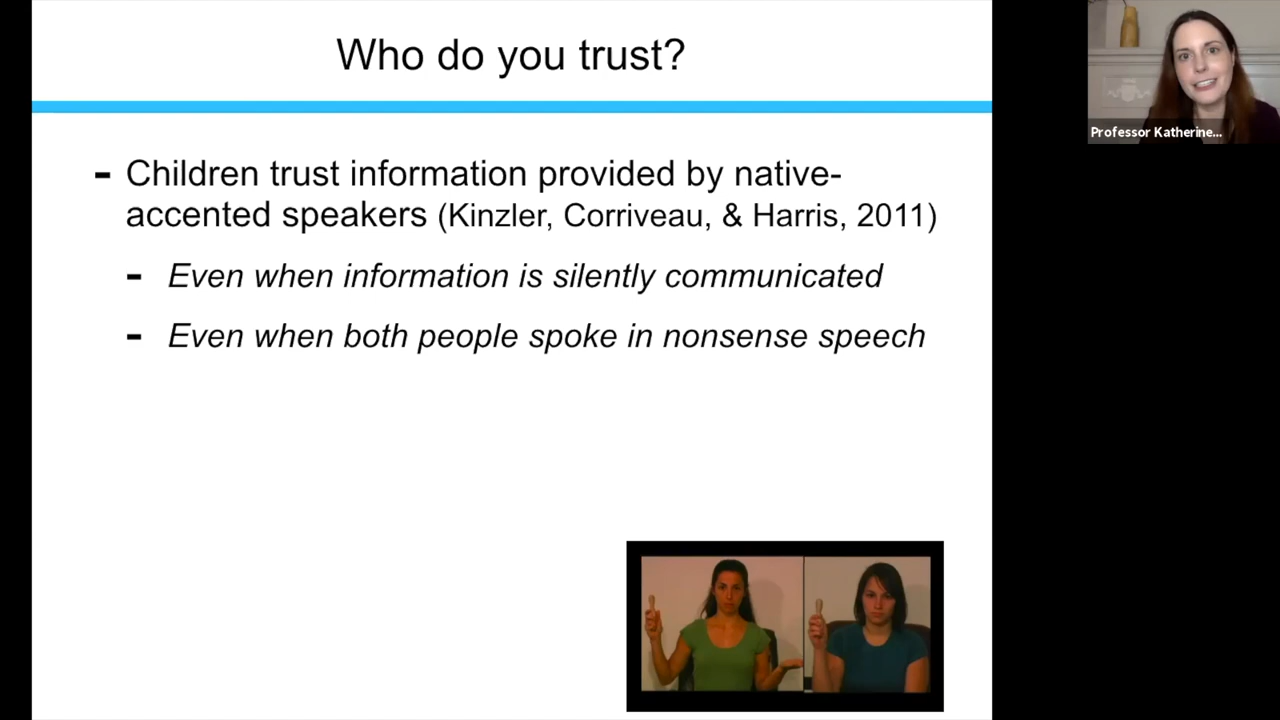 Who do you trust?
- Children trust information provided by native-
accented speakers (Kinzler, Corriveau, & Harris, 2011)
- Even when information is silently communicated
- Even when both people spoke in nonsense speech
Professor Katherine...